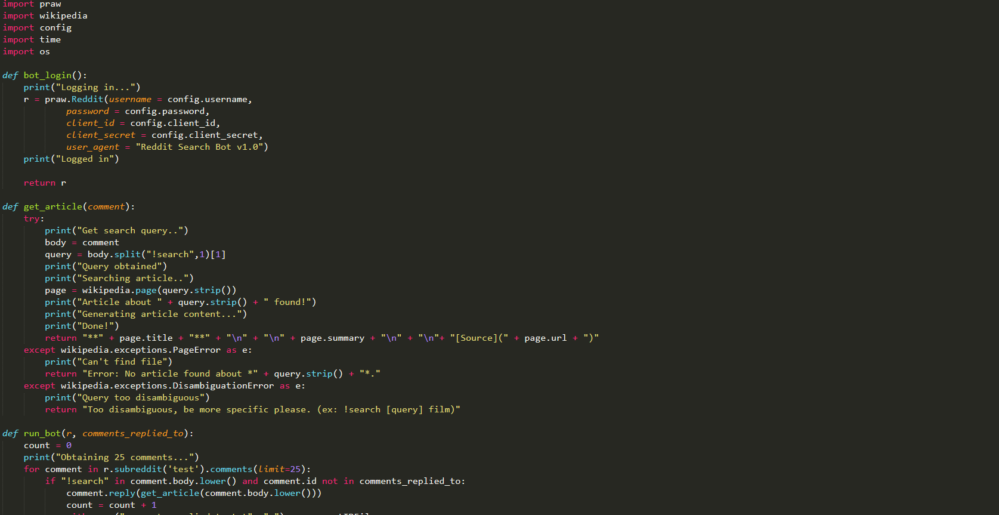 import praw
import wikipedia
import config
import time
import os
def bot_login():
print("Logging in...")
r = praw.Reddit(username = config.username,
password = config.password,
client_id = config.client_id,
client_secret = config.client_secret,
user_agent = "Reddit Search Bot v1.0")
print("Logged in")
return r
def get_article(comment):
try:
print("Get search query..")
body = comment
query = body.split("!search",1)[1]
print("Query obtained")
print("Searching article..")
page = wikipedia.page(query.strip())
print("Article about " + query.strip() + " found!")
print("Generating article content...")
print("Done!")
return "**" + page.title + "**" + "\n" + "\n" + page.summary + "\n" + "\n"+ "[Source](" + page.url + ")"
except wikipedia.exceptions.PageError as e:
print("Can't find file")
return "Error: No article found about *" + query.strip() + "*."
except wikipedia.exceptions.DisambiguationError as e:
print("Query too disambiguous")
return "Too disambiguous, be more specific please. (ex: !search [query] film)"
def run_bot(r, comments_replied_to):
count = 0
print("Obtaining 25 comments...")
for comment in r.subreddit('test').comments(limit=25):
if "!search" in comment.body.lower() and comment.id not in comments_replied_to:
comment.reply(get_article(comment.body.lower()))
count = count + 1